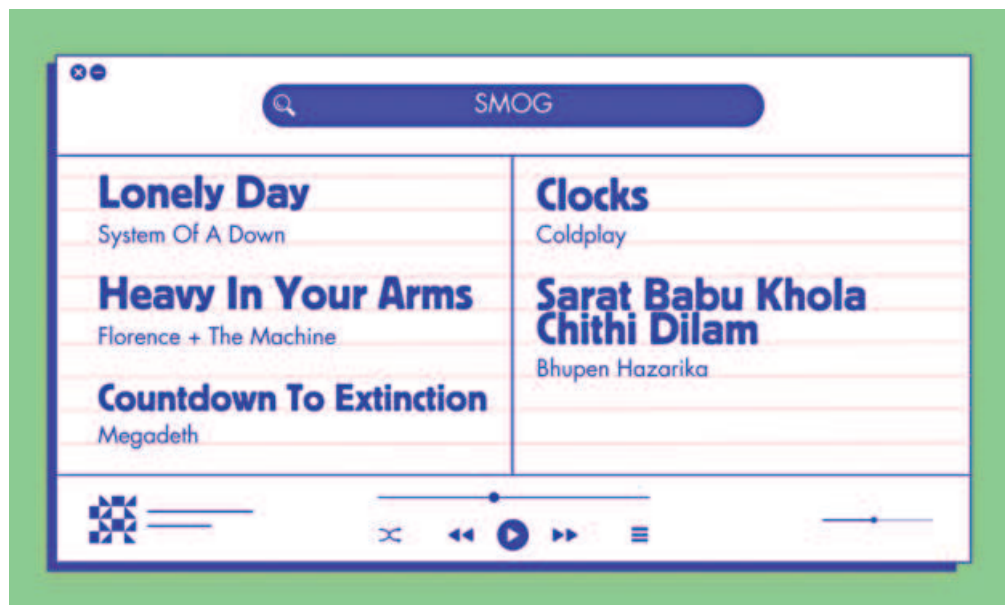 SMOG
Lonely Day
System Of A Down
Heavy In Your Arms
Florence + The Machine
Countdown To Extinction
Megadeth
Clocks
Coldplay
Sarat Babu Khola
Chithi Dilam
Bhupen Hazarika